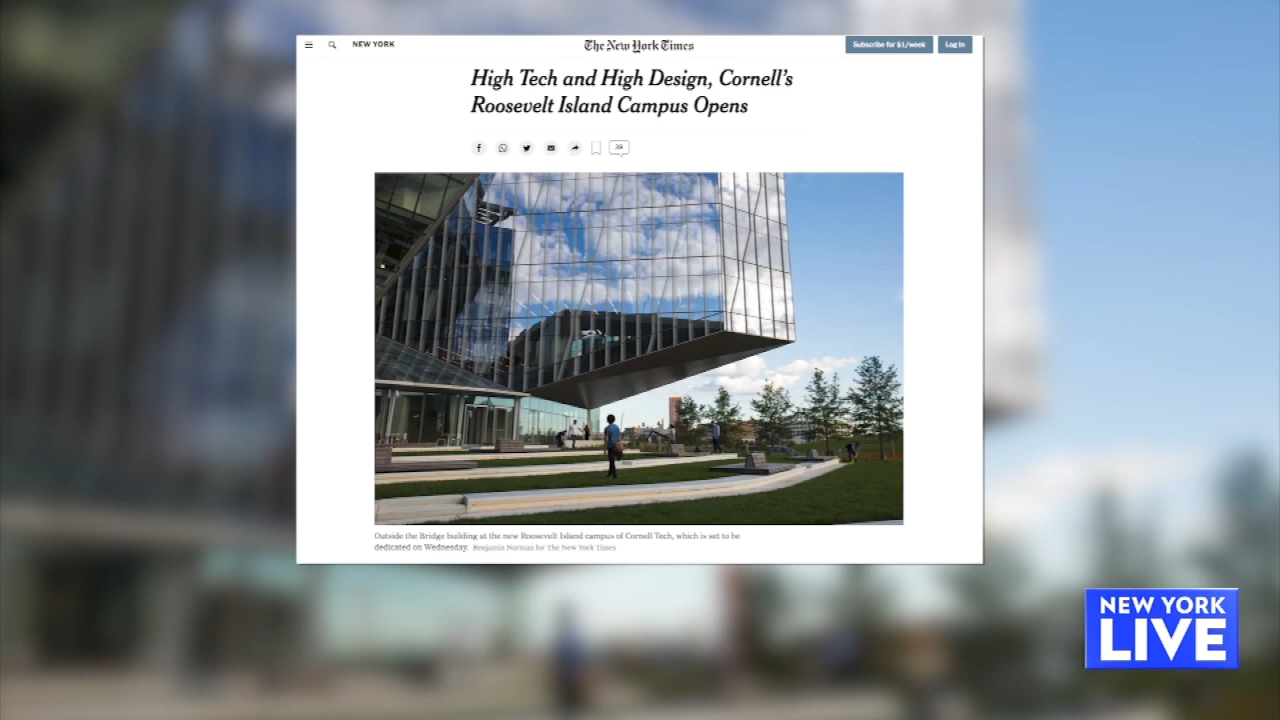 NEW YORK
The New York Times
Subscribe for $1/week
Log in
High Tech and High Design, Cornell's
Roosevelt Island Campus Opens
38
Outside the Bridge building at the new Roosevelt Island campus of Cornell Tech, which is set to be
dedicated on Wednesday. Benjamin Norman for The New York Times
NEW YORK
LIVE